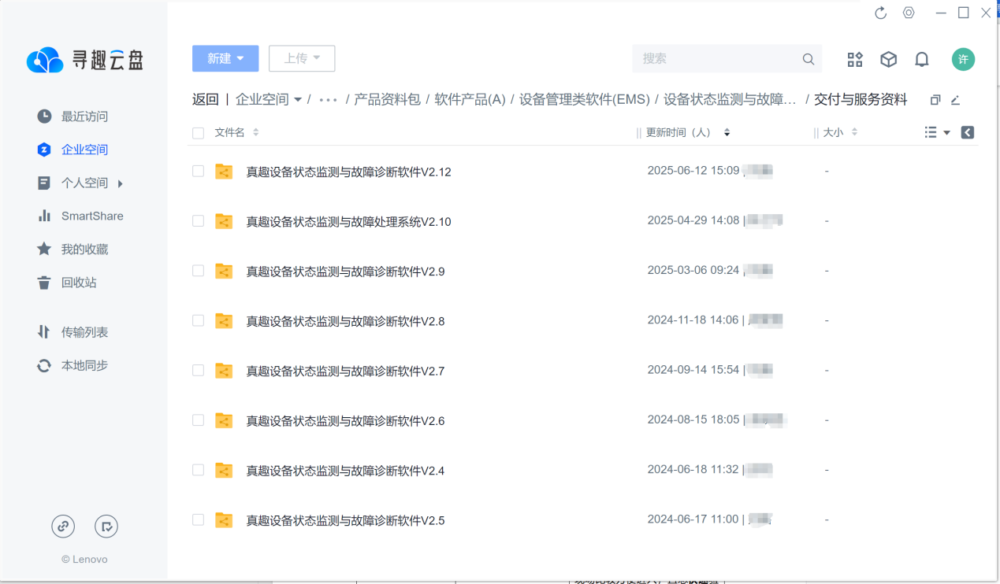 寻趣云盘
新建
上传
搜索
许
返回 | 企业空间 / ··· / 产品资料包 / 软件产品(A) / 设备管理类软件(EMS) / 设备状态监测与故障... / 交付与服务资料
文件名
更新时间（人）
大小
最近访问
企业空间
个人空间
SmartShare
我的收藏
回收站
传输列表
本地同步
真趣设备状态监测与故障诊断软件V2.12 2025-06-12 15:09 -
真趣设备状态监测与故障处理系统V2.10 2025-04-29 14:08 | -
真趣设备状态监测与故障诊断软件V2.9 2025-03-06 09:24 -
真趣设备状态监测与故障诊断软件V2.8 2024-11-18 14:06 | -
真趣设备状态监测与故障诊断软件V2.7 2024-09-14 15:54 | -
真趣设备状态监测与故障诊断软件V2.6 2024-08-15 18:05 | -
真趣设备状态监测与故障诊断软件V2.4 2024-06-18 11:32 | -
真趣设备状态监测与故障诊断软件V2.5 2024-06-17 11:00 | -
© Lenovo